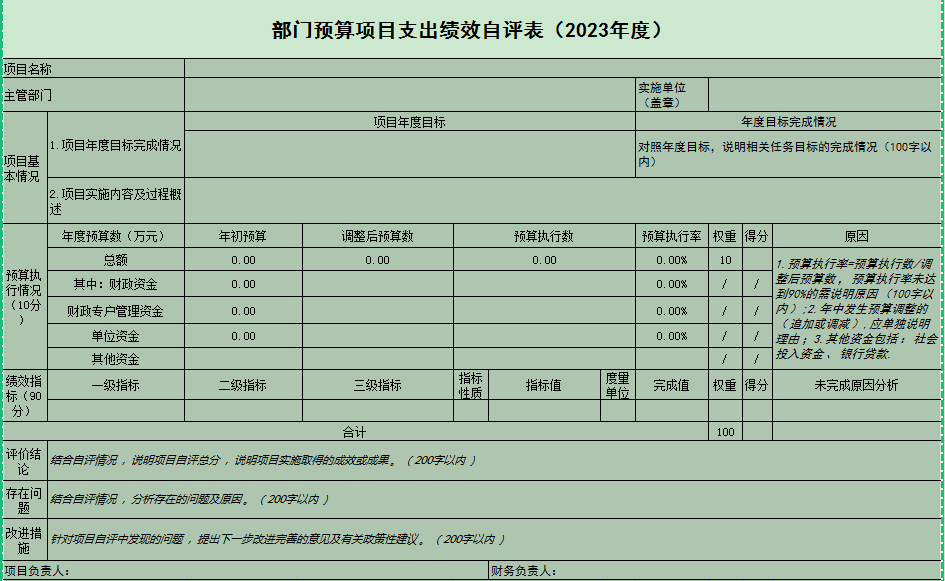 部门预算项目支出绩效自评表（2023年度）
项目名称
主管部门
实施单位
（盖章）
项目基
本情况
1.项目年度目标完成情况
项目年度目标
年度目标完成情况
对照年度目标，说明相关任务目标的完成情况（100字以
内）
2.项目实施内容及过程概
述
预算执
行情况
（10分
）
年度预算数（万元） 年初预算 调整后预算数 预算执行数 预算执行率 权重 得分 原因
总额 0.00 0.00 0.00 0.00% 10
其中：财政资金 0.00 0.00% / /
财政专户管理资金 0.00 0.00% / /
单位资金 0.00 0.00% / /
其他资金 / /
1.预算执行率=预算执行数/调
整后预算数，预算执行率未达
到90%的需说明原因（100字以
内）;2.年中发生预算调整的
（追加或调减）.应单独说明
理由；3.其他资金包括：社会
投入资金、银行贷款.
绩效指
标（90
分）
一级指标 二级指标 三级指标 指标
性质 指标值 度量
单位 完成值 权重 得分 未完成原因分析
合计 100
评价结
论
结合自评情况，说明项目自评总分，说明项目实施取得的成效或成果。（200字以内）
存在问
题
结合自评情况，分析存在的问题及原因。（200字以内）
改进措
施
针对项目自评中发现的问题，提出下一步改进完善的意见及有关政策性建议。（200字以内）
项目负责人： 财务负责人：